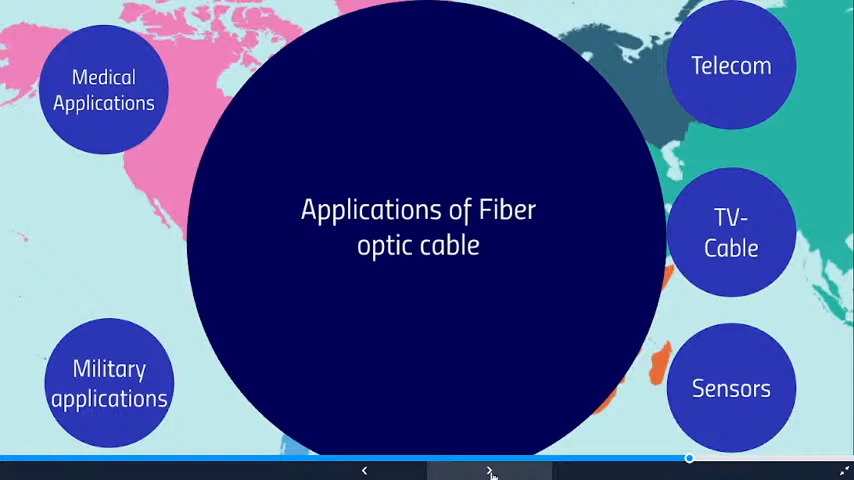 Medical
Applications
Telecom
Applications of Fiber
optic cable
TV-
Cable
Military
applications
Sensors